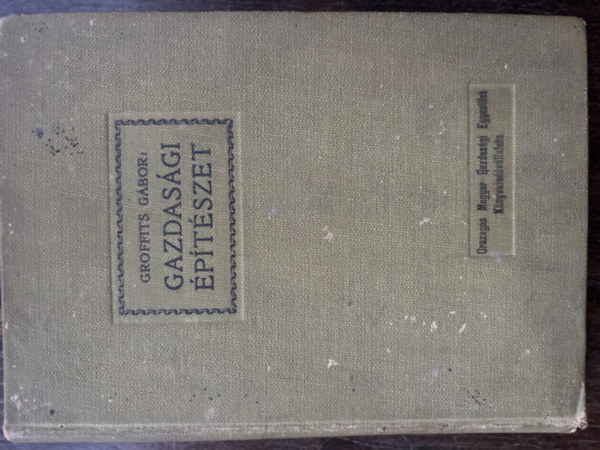 GROFFITS GÁBOR:
GAZDASÁGI
ÉPÍTÉSZET
Országos Magyar Gazdasági Egyesület
Könyvkiadóvállalata